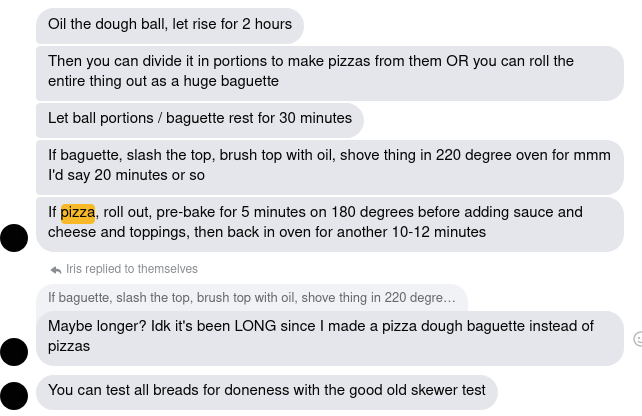 Oil the dough ball, let rise for 2 hours
Then you can divide it in portions to make pizzas from them OR you can roll the
entire thing out as a huge baguette
Let ball portions / baguette rest for 30 minutes
If baguette, slash the top, brush top with oil, shove thing in 220 degree oven for mmm
I'd say 20 minutes or so
If pizza, roll out, pre-bake for 5 minutes on 180 degrees before adding sauce and
cheese and toppings, then back in oven for another 10-12 minutes
Iris replied to themselves
If baguette, slash the top, brush top with oil, shove thing in 220 degre…
Maybe longer? Idk it's been LONG since I made a pizza dough baguette instead of
pizzas
You can test all breads for doneness with the good old skewer test